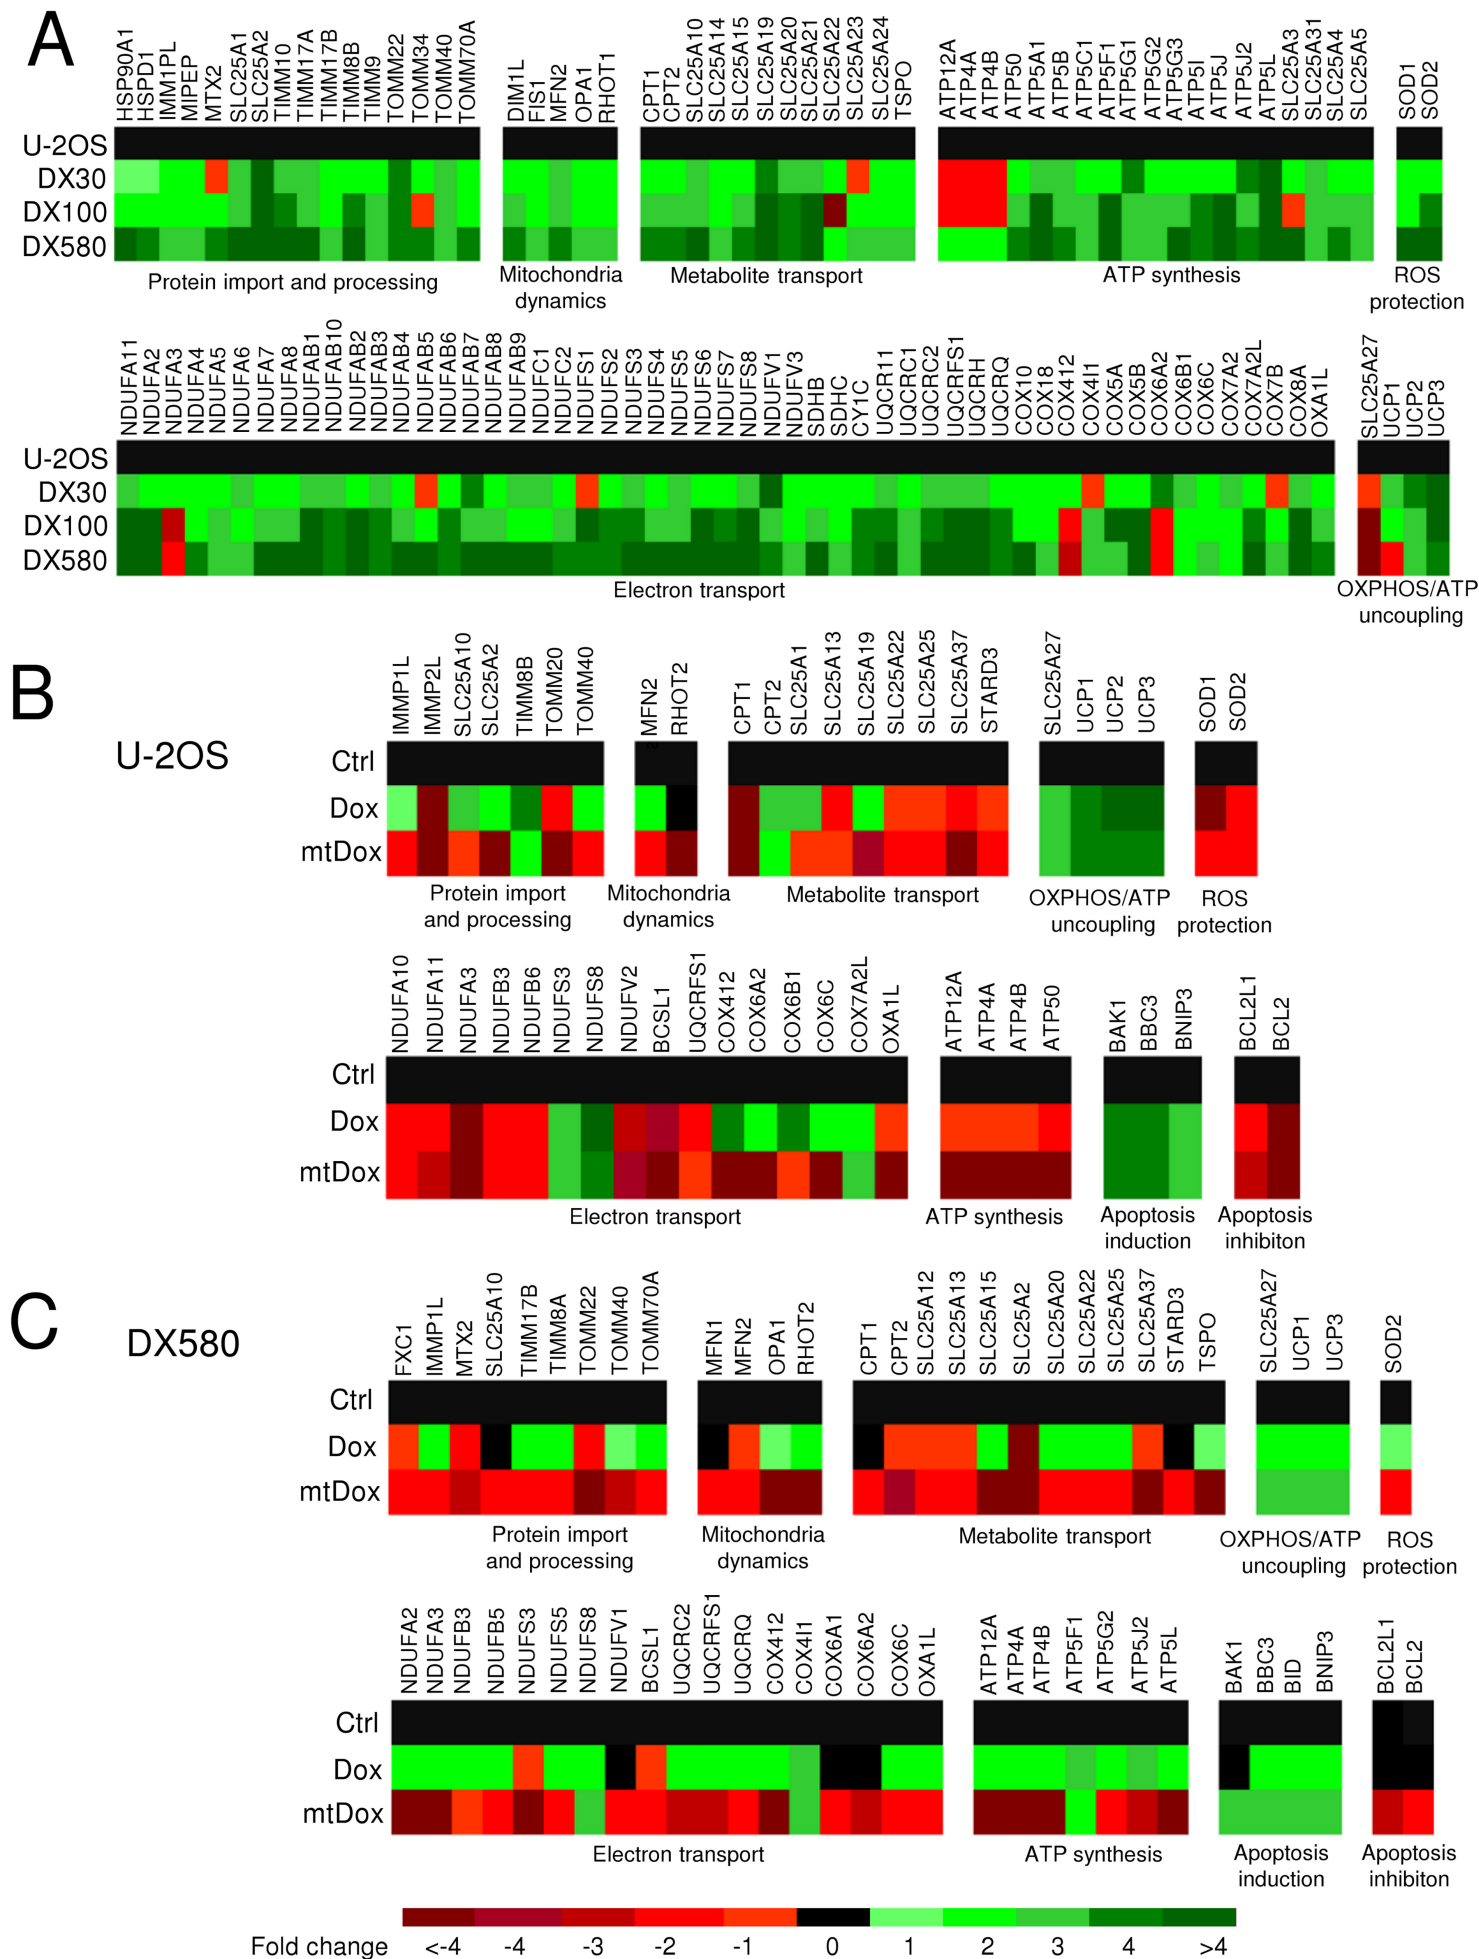 A
HSP90A1 HSPD1 IMM1PL MIPEP MTX2 SLC25A1 SLC25A2 TIMM10 TIMM17A TIMM17B TIMM8B TIMM9 TOMM22 TOMM34 TOMM40 TOMM70A
DIM1L FIS1 MFN2 OPA1 RHOT1
CPT1 CPT2 SLC25A10 SLC25A14 SLC25A15 SLC25A19 SLC25A20 SLC25A21 SLC25A22 SLC25A23 SLC25A24 TSPO
ATP12A ATP4A ATP4B ATP50 ATP5A1 ATP5B ATP5C1 ATP5F1 ATP5G1 ATP5G2 ATP5G3 ATP5I ATP5J ATP5J2 ATP5L SLC25A3 SLC25A31 SLC25A4 SLC25A5
SOD1 SOD2
U-2OS
DX30
DX100
DX580
Protein import and processing
Mitochondria
dynamics
Metabolite transport
ATP synthesis
ROS
protection
NDUFA11 NDUFA2 NDUFA3 NDUFA4 NDUFA5 NDUFA6 NDUFA7 NDUFA8 NDUFAB1 NDUFAB10 NDUFAB2 NDUFAB3 NDUFAB4 NDUFAB5 NDUFAB6 NDUFAB7 NDUFAB8 NDUFAB9 NDUFC1 NDUFC2 NDUFS1 NDUFS2 NDUFS3 NDUFS4 NDUFS5 NDUFS6 NDUFS7 NDUFS8 NDUFV1 NDUFV3 SDHB SDHC CY1C UQCR11 UQCRC1 UQCRC2 UQCRFS1 UQCRH UQCRQ COX10 COX18 COX412 COX4I1 COX5A COX5B COX6A2 COX6B1 COX6C COX7A2 COX7A2L COX7B COX8A OXA1L
SLC25A27 UCP1 UCP2 UCP3
U-2OS
DX30
DX100
DX580
Electron transport
OXPHOS/ATP
uncoupling
B
U-2OS
IMMP1L IMMP2L SLC25A10 SLC25A2 TIMM8B TOMM20 TOMM40
MFN2 RHOT2
CPT1 CPT2 SLC25A1 SLC25A13 SLC25A19 SLC25A22 SLC25A25 SLC25A37 STARD3
SLC25A27 UCP1 UCP2 UCP3
SOD1 SOD2
Ctrl
Dox
mtDox
Protein import
and processing
Mitochondria
dynamics
Metabolite transport
OXPHOS/ATP
uncoupling
ROS
protection
NDUFA10 NDUFA11 NDUFA3 NDUFB3 NDUFB6 NDUFS3 NDUFS8 NDUFV2 BCSL1 UQCRFS1 COX412 COX6A2 COX6B1 COX6C COX7A2L OXA1L
ATP12A ATP4A ATP4B ATP50
BAK1 BBC3 BNIP3
BCL2L1 BCL2
Ctrl
Dox
mtDox
Electron transport
ATP synthesis
Apoptosis
induction
Apoptosis
inhibiton
C
DX580
FXC1 IMMP1L MTX2 SLC25A10 TIMM17B TIMM8A TOMM22 TOMM40 TOMM70A
MFN1 MFN2 OPA1 RHOT2
CPT1 CPT2 SLC25A12 SLC25A13 SLC25A15 SLC25A2 SLC25A20 SLC25A22 SLC25A25 SLC25A37 STARD3 TSPO
SLC25A27 UCP1 UCP3
SOD2
Ctrl
Dox
mtDox
Protein import
and processing
Mitochondria
dynamics
Metabolite transport
OXPHOS/ATP
uncoupling
ROS
protection
NDUFA2 NDUFA3 NDUFB3 NDUFB5 NDUFS3 NDUFS5 NDUFS8 NDUFV1 BCSL1 UQCRC2 UQCRFS1 UQCRQ COX412 COX4I1 COX6A1 COX6A2 COX6C OXA1L
ATP12A ATP4A ATP4B ATP5F1 ATP5G2 ATP5J2 ATP5L
BAK1 BBC3 BID BNIP3
BCL2L1 BCL2
Ctrl
Dox
mtDox
Electron transport
ATP synthesis
Apoptosis
induction
Apoptosis
inhibiton
Fold change <-4 -4 -3 -2 -1 0 1 2 3 4 >4